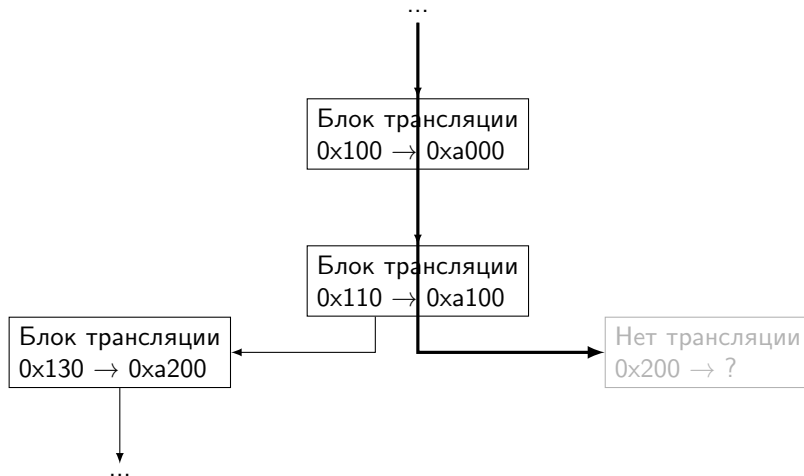 ...
Блок трансляции
0x100 → 0xa000
Блок трансляции
0x110 → 0xa100
Блок трансляции
0x130 → 0xa200
Нет трансляции
0x200 → ?
...